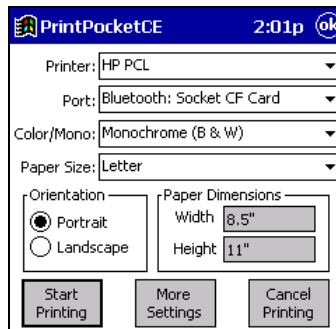 PrintPocketCE 2:01p ok
Printer: HP PCL
Port: Bluetooth: Socket CF Card
Color/Mono: Monochrome (B & W)
Paper Size: Letter
Orientation
Portrait
Landscape
Paper Dimensions
Width 8.5"
Height 11"
Start
Printing
More
Settings
Cancel
Printing